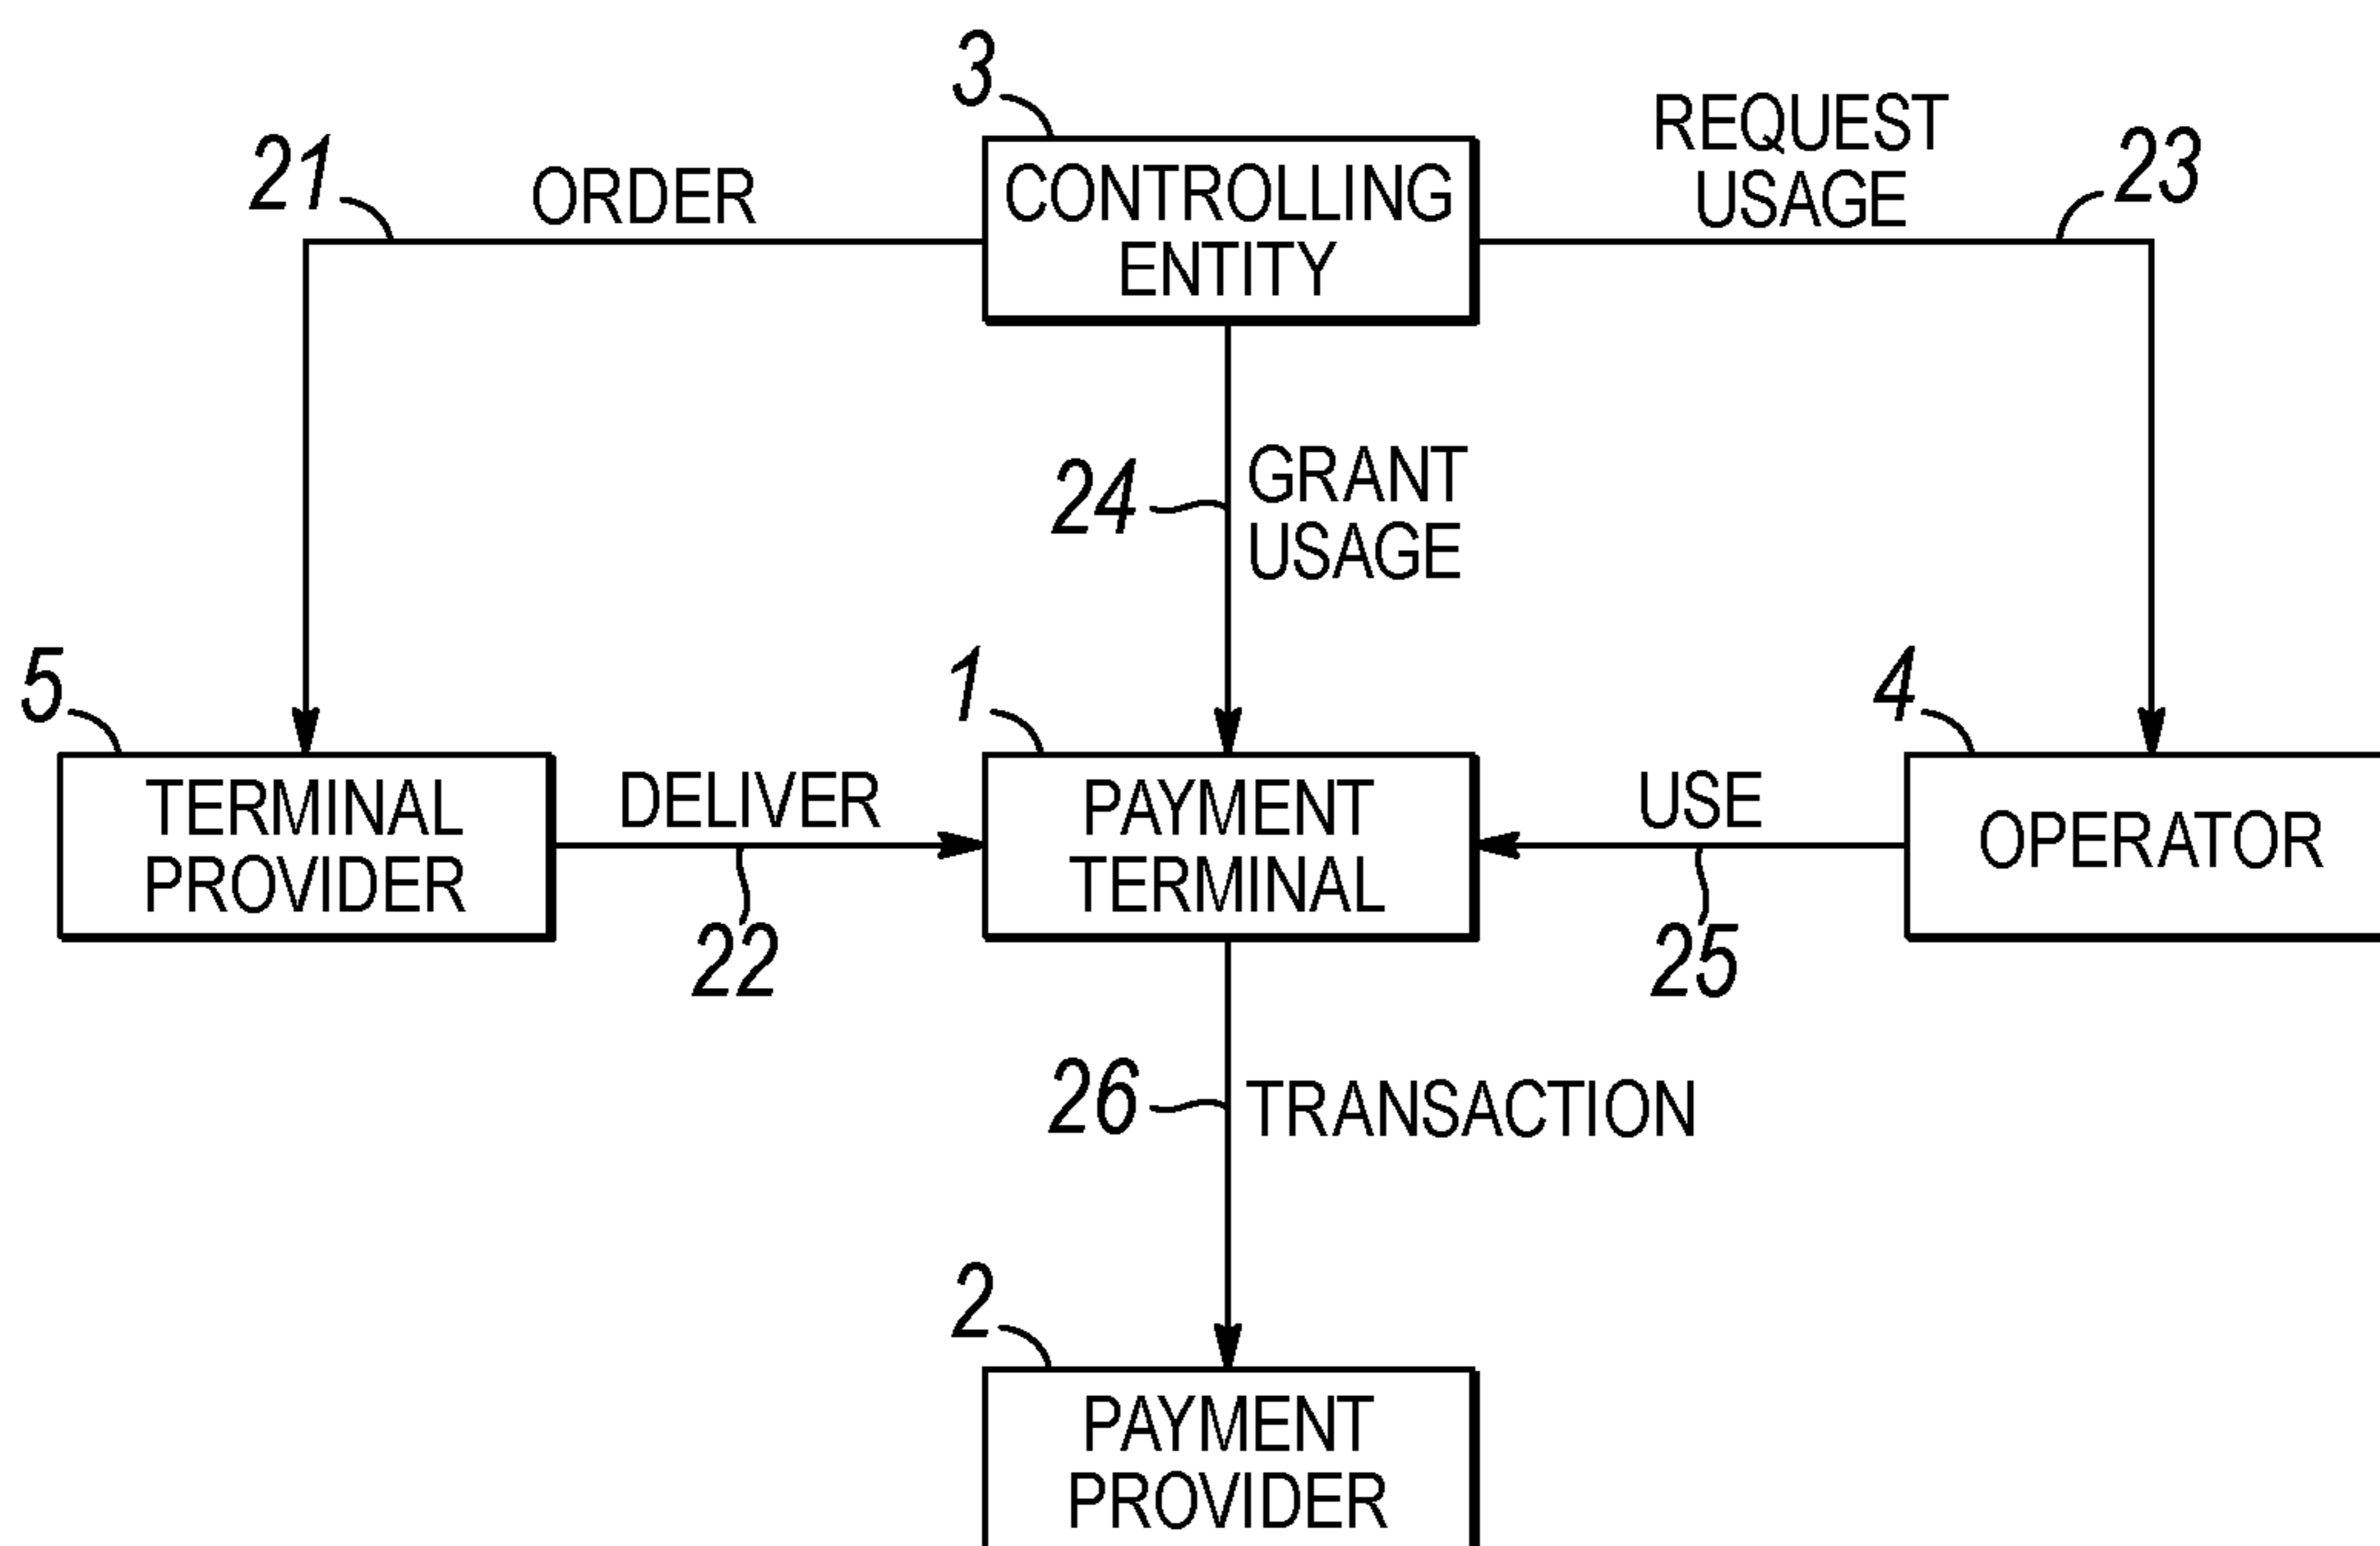 3
REQUEST
USAGE
23
21
ORDER
CONTROLLING
ENTITY
24
GRANT
USAGE
5
1
4
TERMINAL
PROVIDER
DELIVER
22
PAYMENT
TERMINAL
USE
25
OPERATOR
26
TRANSACTION
2
PAYMENT
PROVIDER